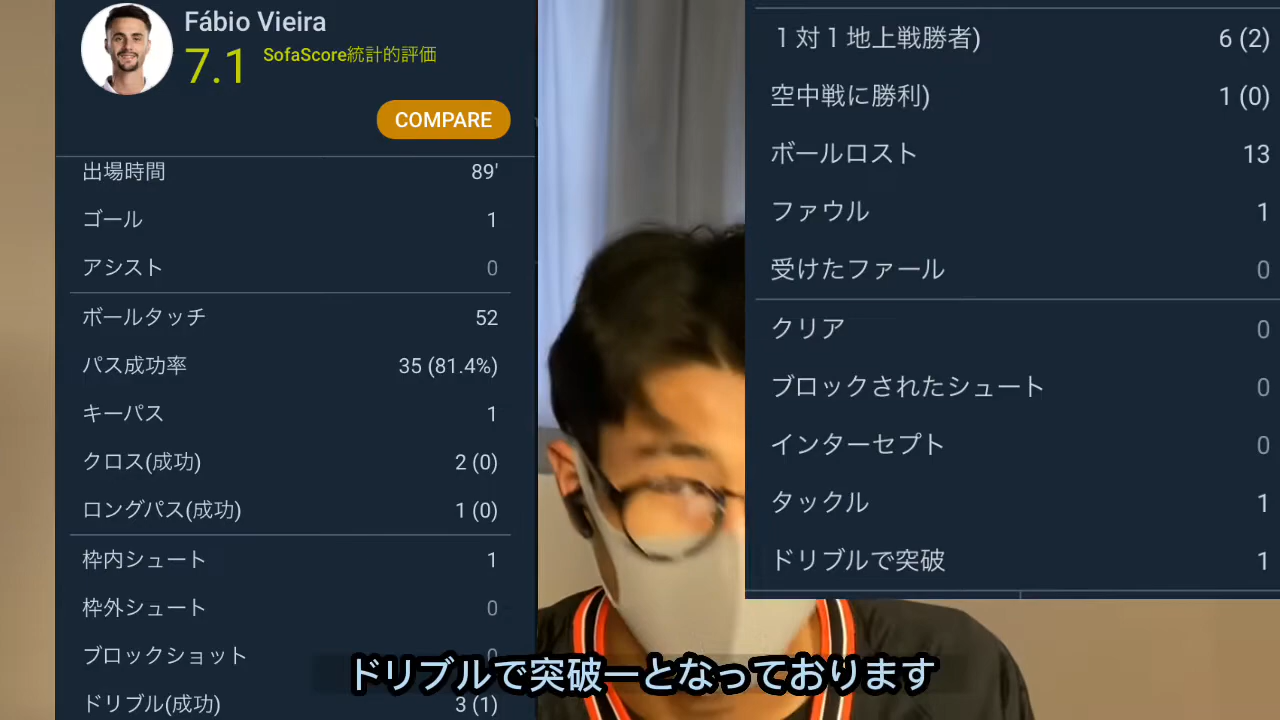 Fábio Vieira
7.1 SofaScore統計的評価
COMPARE
出場時間 89'
ゴール 1
アシスト 0
ボールタッチ 52
パス成功率 35 (81.4%)
キーパス 1
クロス(成功) 2 (0)
ロングパス(成功) 1 (0)
枠内シュート 1
枠外シュート 0
ブロックショット 0
ドリブル(成功) 3 (1)
１対１地上戦勝者) 6 (2)
空中戦に勝利) 1 (0)
ボールロスト 13
ファウル 1
受けたファール 0
クリア 0
ブロックされたシュート 0
インターセプト 0
タックル 1
ドリブルで突破 1
ドリブルで突破一となっております